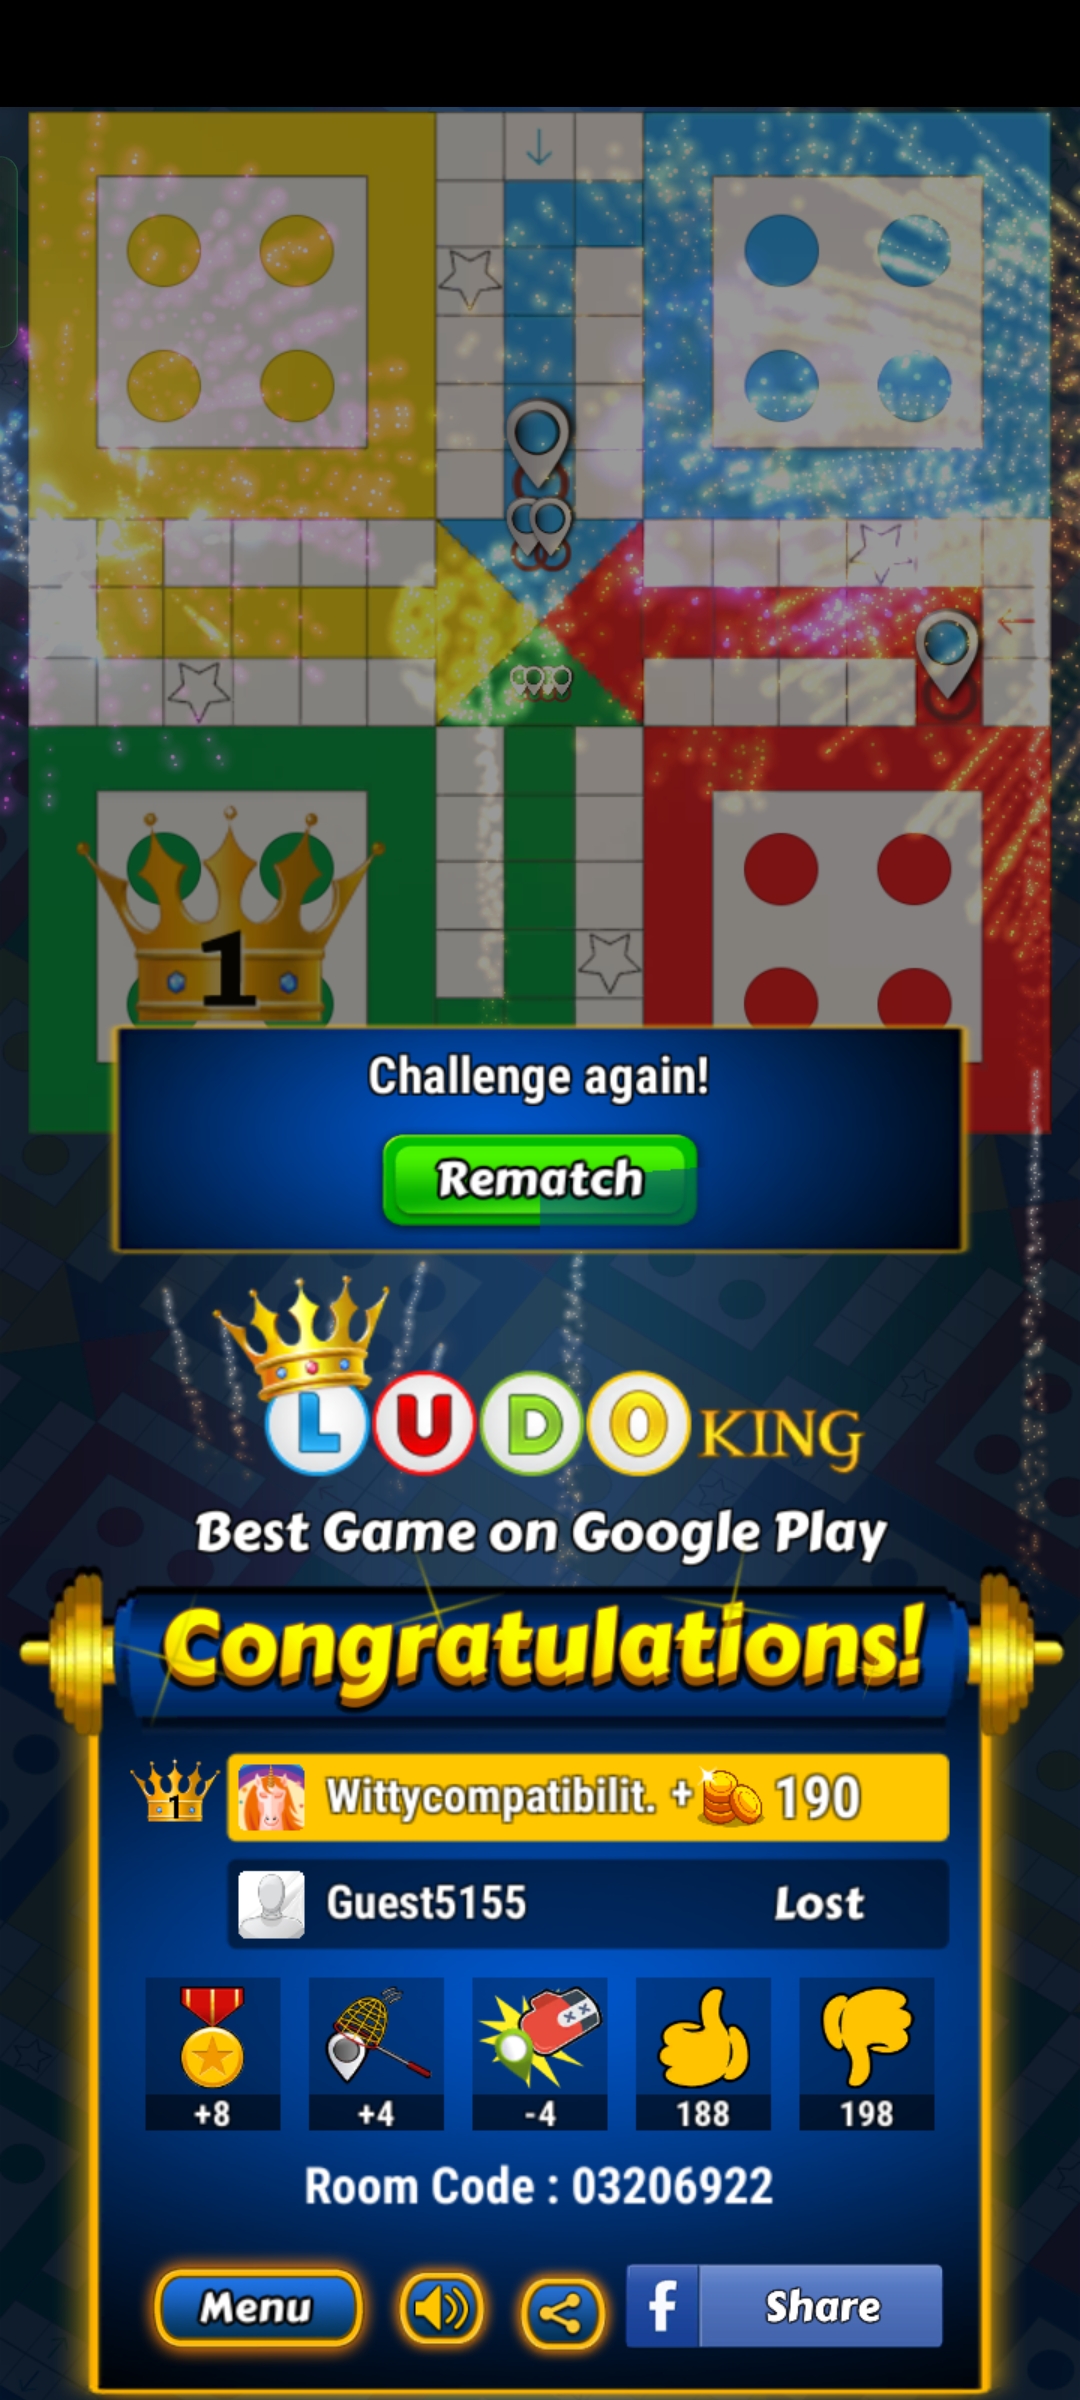 1
Challenge again!
Rematch
LUDO KING
Best Game on Google Play
Congratulations!
1 Wittycompatibilit. + 190
Guest5155 Lost
+8 +4 -4 188 198
Room Code : 03206922
Menu f Share